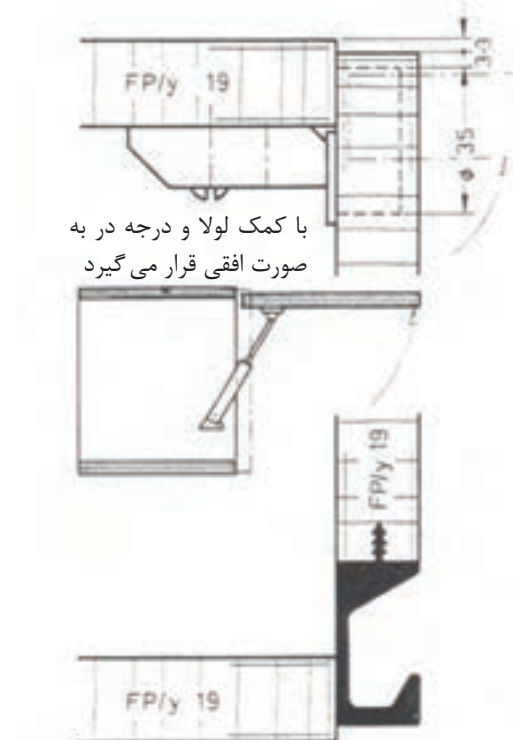 FP/y 19
3-3
ϕ 35
با کمک لولا و درجه در به
صورت افقی قرار می گیرد
FP/y 19
FP/y 19